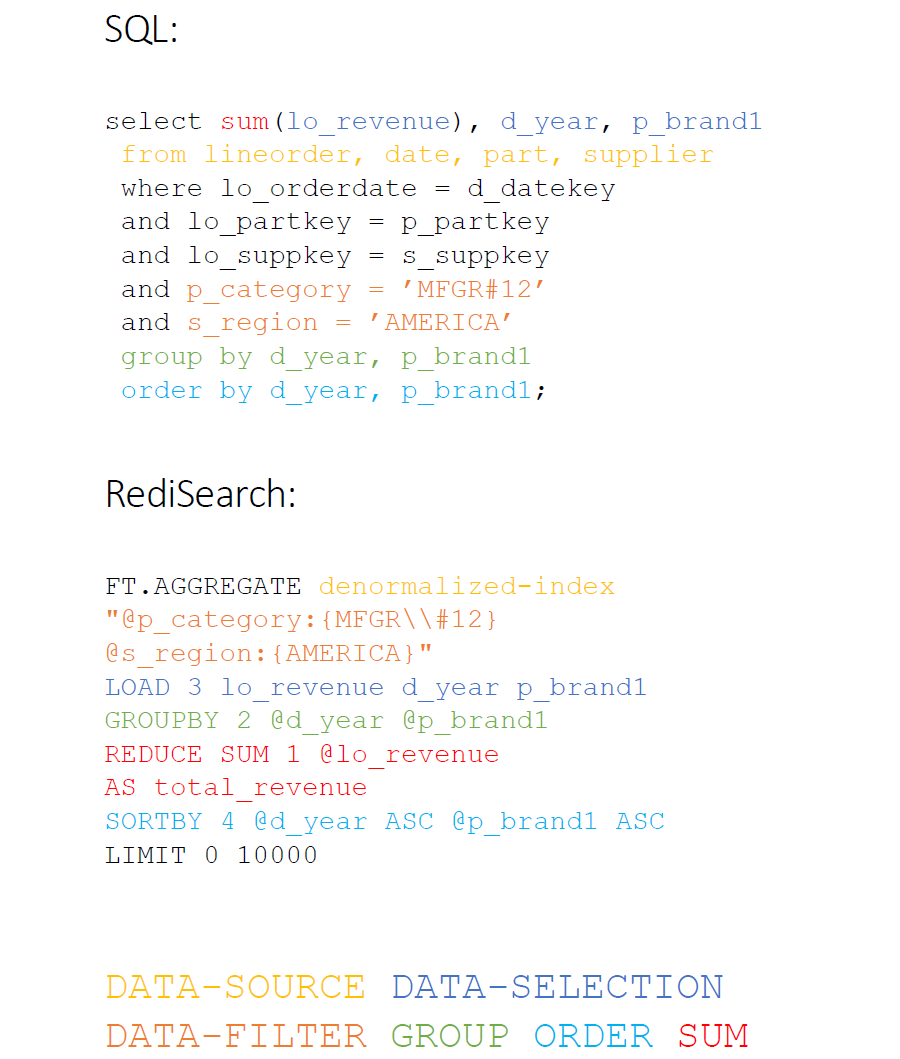 SQL:
select sum(lo_revenue), d_year, p_brand1
from lineorder, date, part, supplier
where lo_orderdate = d_datekey
and lo_partkey = p_partkey
and lo_suppkey = s_suppkey
and p_category = ’MFGR#12’
and s_region = ’AMERICA’
group by d_year, p_brand1
order by d_year, p_brand1;
RediSearch:
FT.AGGREGATE denormalized-index
"@p_category:{MFGR\\#12}
@s_region:{AMERICA}"
LOAD 3 lo_revenue d_year p_brand1
GROUPBY 2 @d_year @p_brand1
REDUCE SUM 1 @lo_revenue
AS total_revenue
SORTBY 4 @d_year ASC @p_brand1 ASC
LIMIT 0 10000
DATA-SOURCE DATA-SELECTION
DATA-FILTER GROUP ORDER SUM